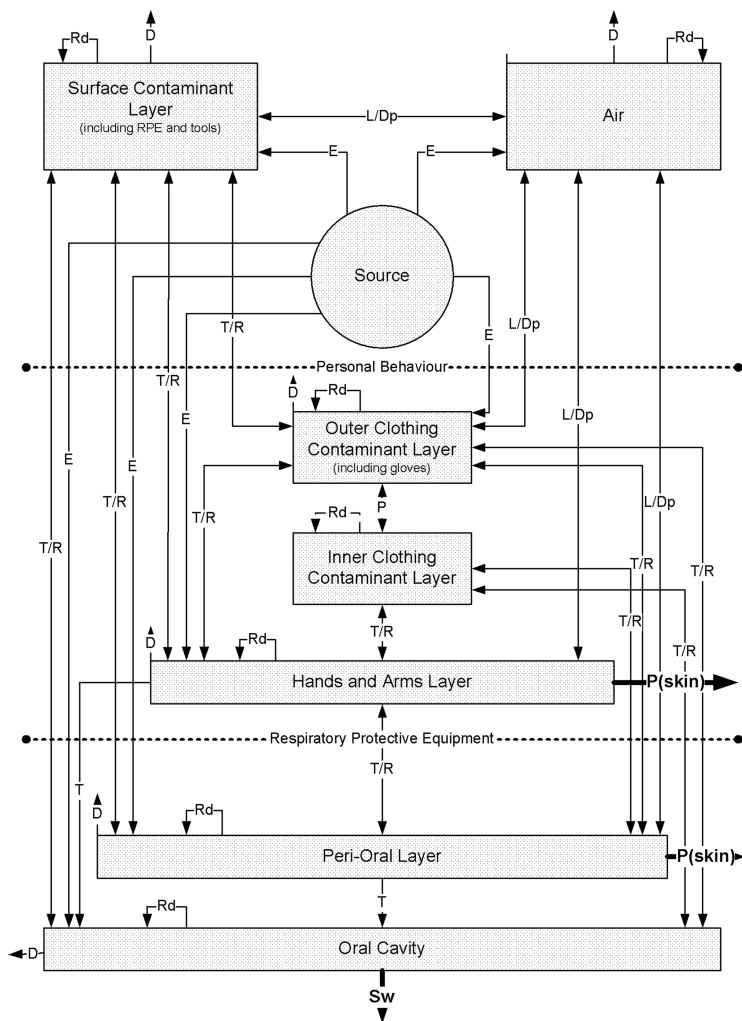 D
D
Rd
Rd
Surface Contaminant
Layer
(including RPE and tools)
Air
L/Dp
E
E
Source
T/R
L/Dp
E
Personal Behaviour
T/R
D
Rd
E
L/Dp
Outer Clothing
Contaminant Layer
(including gloves)
E
E
T/R
P
L/Dp
T/R
T/R
Rd
T/R
Inner Clothing
Contaminant Layer
T/R
T/R
T/R
T/R
D
Rd
Hands and Arms Layer
P(skin)
Respiratory Protective Equipment
T/R
T
D
Rd
Peri-Oral Layer
P(skin)
T
Rd
Oral Cavity
D
Sw